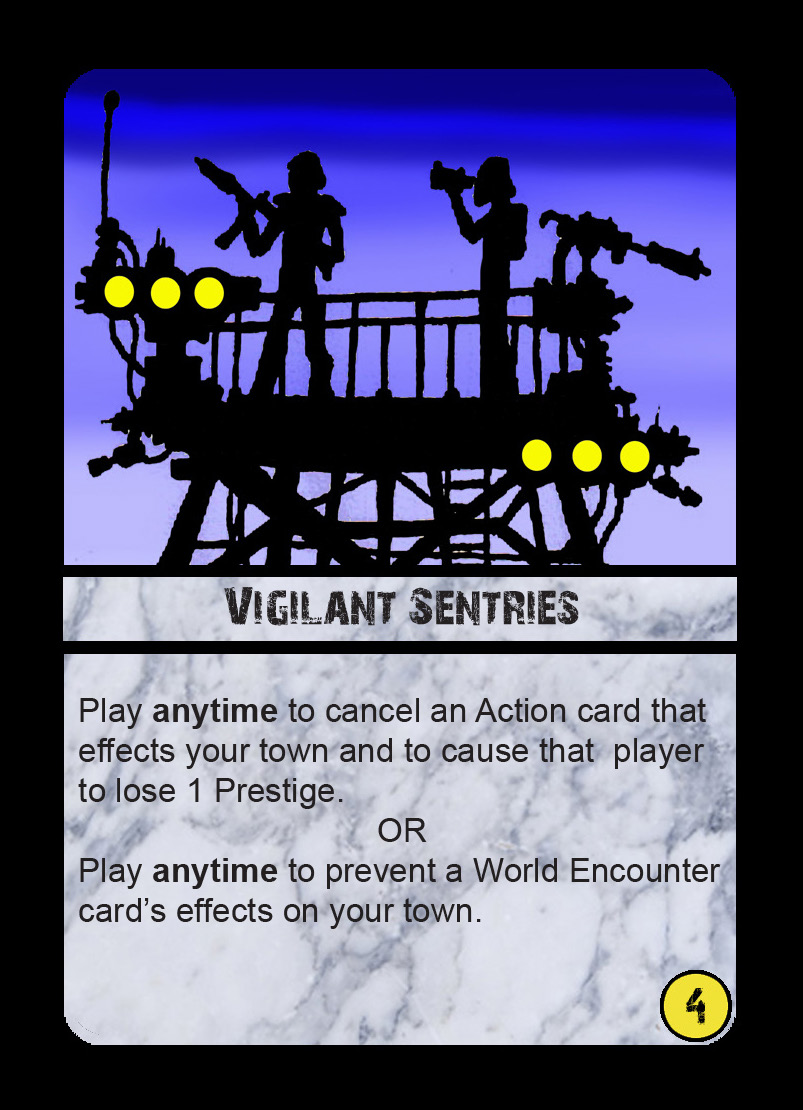 Vigilant Sentries
Play anytime to cancel an Action card that
effects your town and to cause that  player
to lose 1 Prestige.
OR
Play anytime to prevent a World Encounter
card’s effects on your town.
4